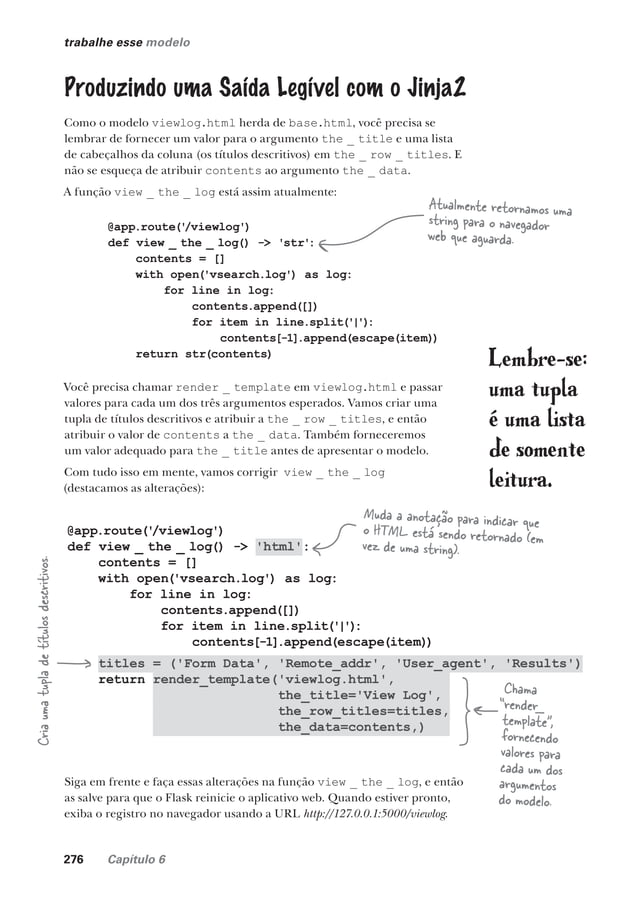 trabalhe esse modelo
Produzindo uma Saída Legível com o Jinja2
Como o modelo viewlog.html herda de base.html, você precisa se
lembrar de fornecer um valor para o argumento the _ title e uma lista
de cabeçalhos da coluna (os títulos descritivos) em the _ row _ titles. E
não se esqueça de atribuir contents ao argumento the _ data.
A função view _ the _ log está assim atualmente:
Atualmente retornamos uma
string para o navegador
web que aguarda.
@app.route('/viewlog')
def view _ the _ log() -> 'str':
    contents = []
    with open('vsearch.log') as log:
        for line in log:
            contents.append([])
            for item in line.split('|'):
                contents[-1].append(escape(item))
    return str(contents)
Lembre-se:
uma tupla
é uma lista
de somente
leitura.
Você precisa chamar render _ template em viewlog.html e passar
valores para cada um dos três argumentos esperados. Vamos criar uma
tupla de títulos descritivos e atribuir a the _ row _ titles, e então
atribuir o valor de contents a the _ data. Também forneceremos
um valor adequado para the _ title antes de apresentar o modelo.
Com tudo isso em mente, vamos corrigir view _ the _ log
(destacamos as alterações):
Muda a anotação para indicar que
o HTML está sendo retornado (em
vez de uma string).
@app.route('/viewlog')
def view _ the _ log() -> 'html':
    contents = []
    with open('vsearch.log') as log:
        for line in log:
            contents.append([])
            for item in line.split('|'):
                contents[-1].append(escape(item))
    titles = ('Form Data', 'Remote_addr', 'User_agent', 'Results')
    return render_template('viewlog.html',
                           the_title='View Log',
                           the_row_titles=titles,
                           the_data=contents,)
Cria uma tupla de títulos descritivos.
Chama
"render_
template",
fornecendo
valores para
cada um dos
argumentos
do modelo.
Siga em frente e faça essas alterações na função view _ the _ log, e então
as salve para que o Flask reinicie o aplicativo web. Quando estiver pronto,
exiba o registro no navegador usando a URL http://127.0.0.1:5000/viewlog.
276 Capítulo 6